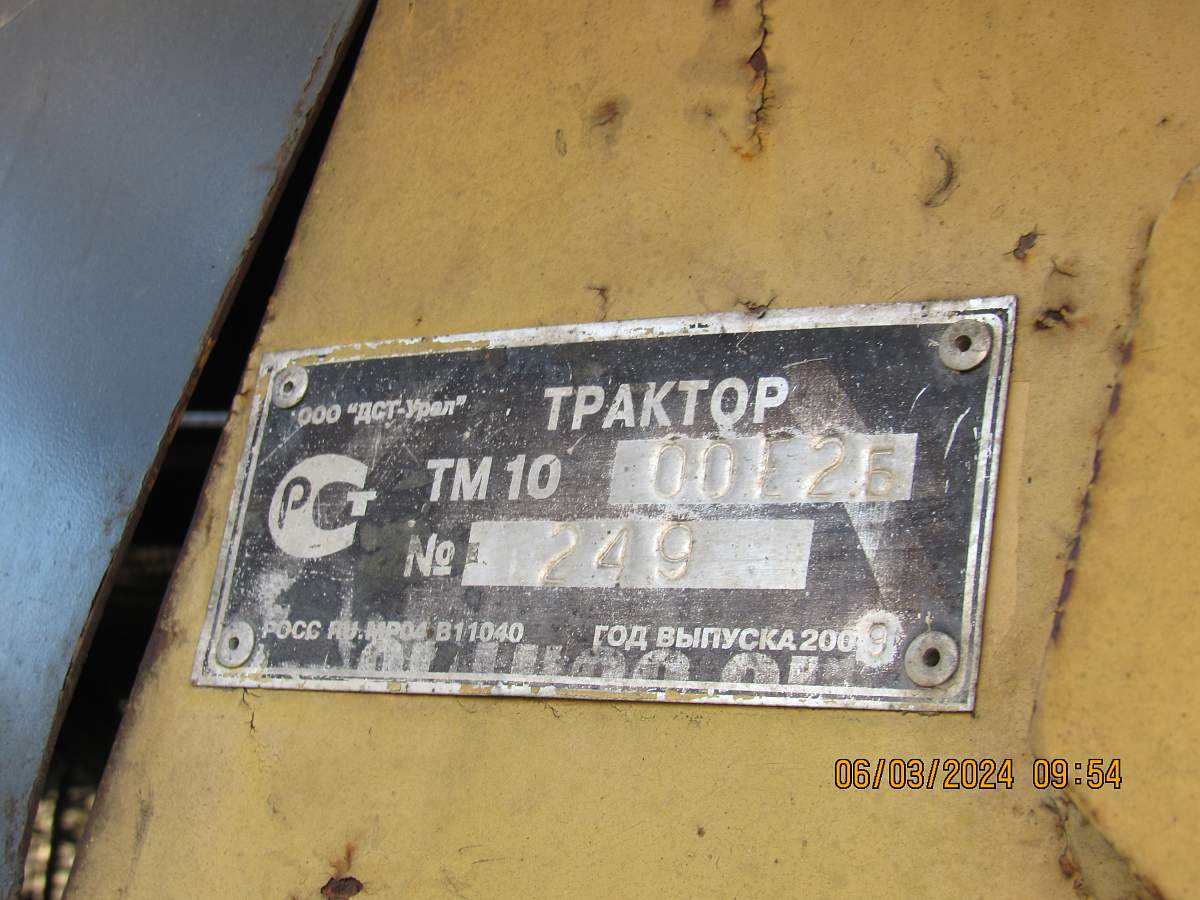 ООО "ДСТ-Урал"
ТРАКТОР
РСТ
ТМ 10
№ 249
РОСС RU.МР04.В11040
ГОД ВЫПУСКА 2009
06/03/2024 09:54